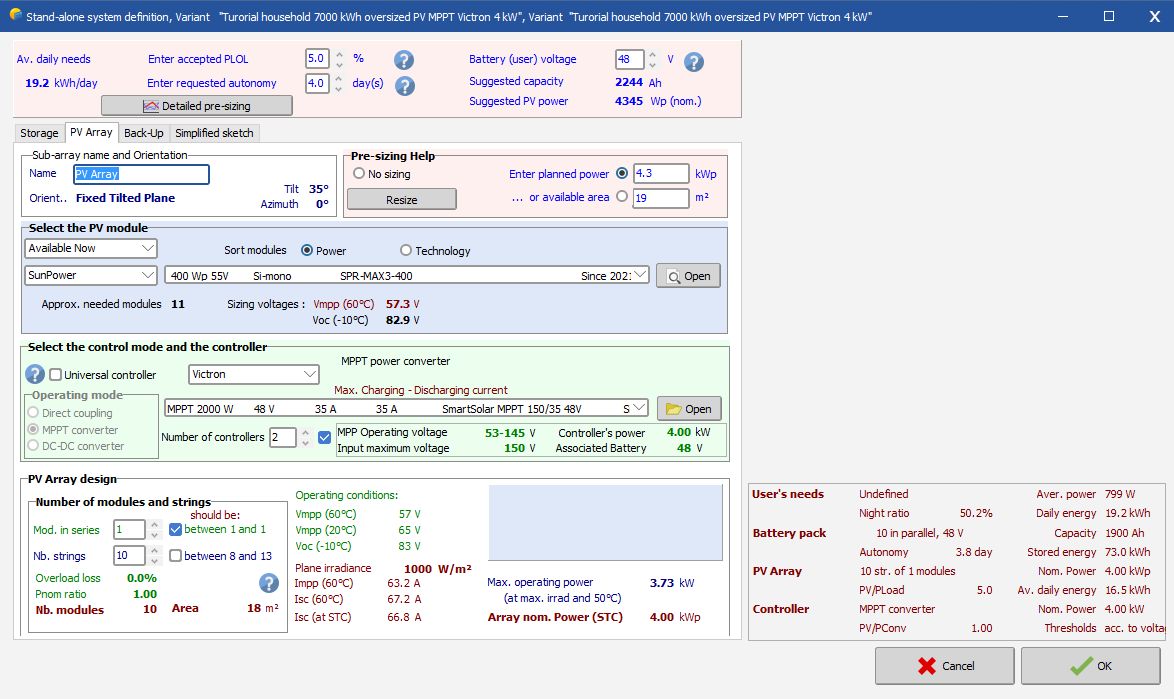 Stand-alone system definition, Variant "Turorial household 7000 kWh oversized PV MPPT Victron 4 kW", Variant "Turorial household 7000 kWh oversized PV MPPT Victron 4 kW"
Av. daily needs Enter accepted PLOL 5.0 % ? Battery (user) voltage 48 V ?
19.2 kWh/day Enter requested autonomy 4.0 day(s) ? Suggested capacity 2244 Ah
Detailed pre-sizing Suggested PV power 4345 Wp (nom.)
Storage PV Array Back-Up Simplified sketch
Sub-array name and Orientation
Name PV Array
Orient.. Fixed Tilted Plane
Tilt 35°
Azimuth 0°
Pre-sizing Help
No sizing Enter planned power 4.3 kWp
Resize ... or available area 19 m²
Select the PV module
Available Now Sort modules Power Technology
SunPower 400 Wp 55V Si-mono SPR-MAX3-400 Since 2021 Open
Approx. needed modules 11 Sizing voltages : Vmpp (60°C) 57.3 V
Voc (-10°C) 82.9 V
Select the control mode and the controller
? Universal controller Victron MPPT power converter
Max. Charging - Discharging current
Operating mode
Direct coupling
MPPT converter
DC-DC converter
MPPT 2000 W 48 V 35 A 35 A SmartSolar MPPT 150/35 48V S Open
Number of controllers 2 MPP Operating voltage 53-145 V Controller's power 4.00 kW
Input maximum voltage 150 V Associated Battery 48 V
PV Array design
Number of modules and strings
should be:
Mod. in series 1 between 1 and 1
Nb. strings 10 between 8 and 13
Overload loss 0.0%
Pnom ratio 1.00 ?
Nb. modules 10 Area 18 m²
Operating conditions:
Vmpp (60°C) 57 V
Vmpp (20°C) 65 V
Voc (-10°C) 83 V
Plane irradiance 1000 W/m²
Impp (60°C) 63.2 A
Isc (60°C) 67.2 A
Isc (at STC) 66.8 A
Max. operating power 3.73 kW
(at max. irrad and 50°C)
Array nom. Power (STC) 4.00 kWp
User's needs Undefined Aver. power 799 W
Night ratio 50.2% Daily energy 19.2 kWh
Battery pack 10 in parallel, 48 V Capacity 1900 Ah
Autonomy 3.8 day Stored energy 73.0 kWh
PV Array 10 str. of 1 modules Nom. Power 4.00 kWp
PV/PLoad 5.0 Av. daily energy 16.5 kWh
Controller MPPT converter Nom. Power 4.00 kW
PV/PConv 1.00 Thresholds acc. to volta
Cancel OK